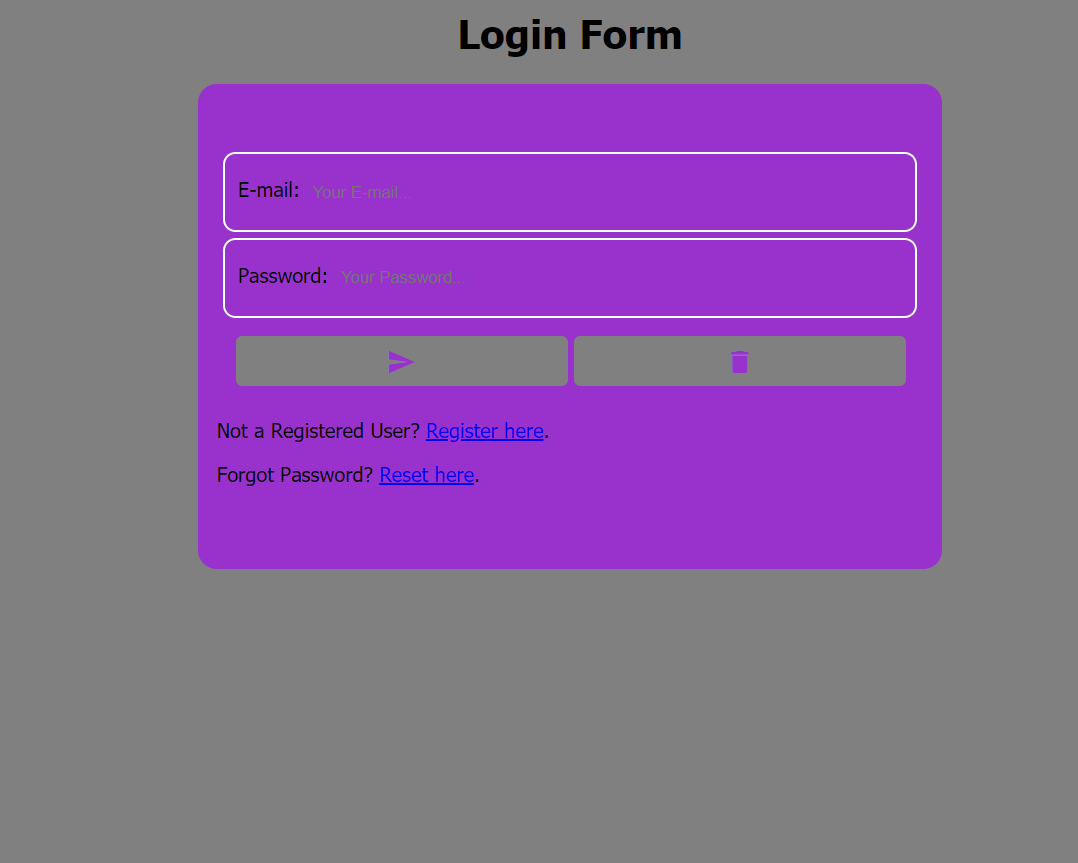 Login Form
E-mail: Your E-mail...
Password: Your Password...
Not a Registered User? Register here.
Forgot Password? Reset here.